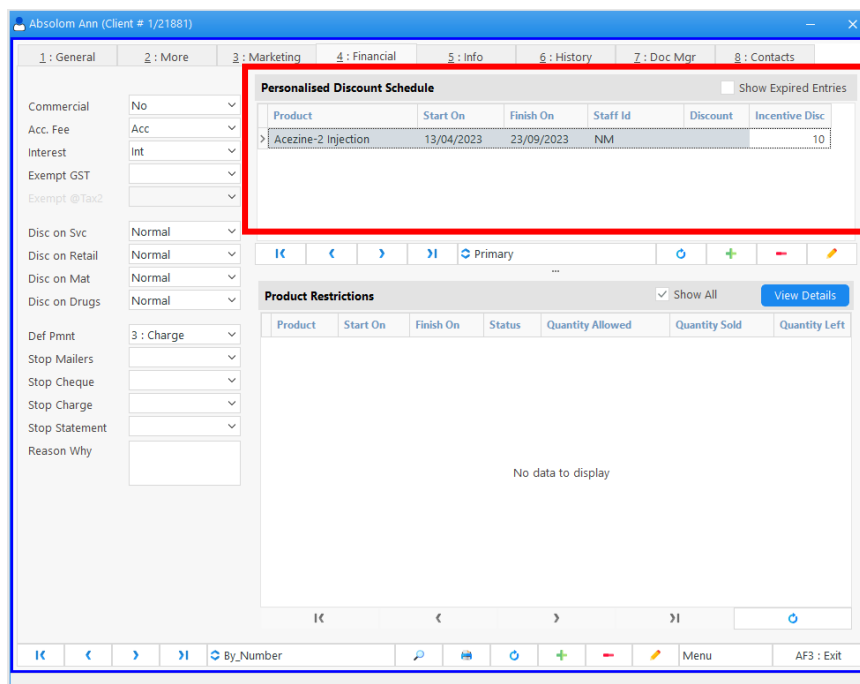 Absolom Ann (Client # 1/21881)
1 : General 2 : More 3 : Marketing 4 : Financial 5 : Info 6 : History 7 : Doc Mgr 8 : Contacts
Personalised Discount Schedule Show Expired Entries
Product Start On Finish On Staff Id Discount Incentive Disc
Acezine-2 Injection 13/04/2023 23/09/2023 NM 10
Commercial No
Acc. Fee Acc
Interest Int
Exempt GST
Exempt @Tax2
Disc on Svc Normal
Disc on Retail Normal
Disc on Mat Normal
Disc on Drugs Normal
Def Pmnt 3 : Charge
Stop Mailers
Stop Cheque
Stop Charge
Stop Statement
Reason Why
Primary
Product Restrictions Show All View Details
Product Start On Finish On Status Quantity Allowed Quantity Sold Quantity Left
No data to display
By_Number Menu AF3 : Exit